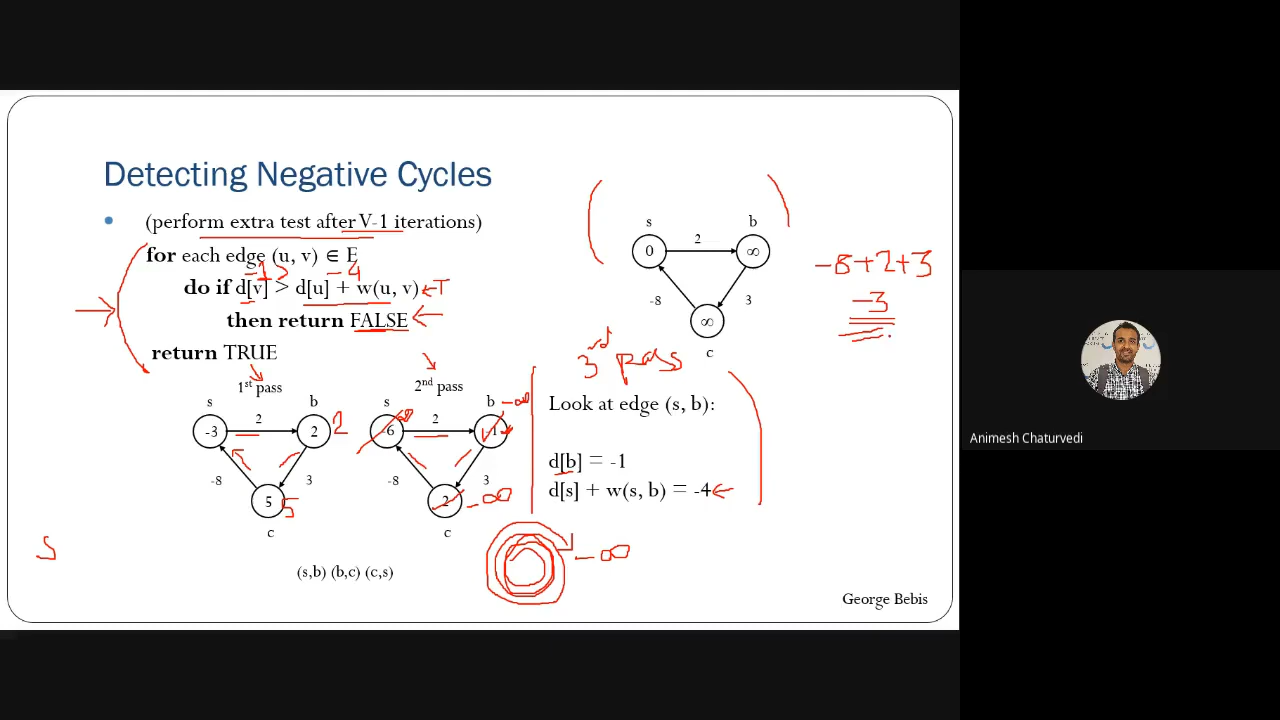 Detecting Negative Cycles
• (perform extra test after V-1 iterations)
for each edge (u, v) ∈ E
-1 > -4
do if d[v] > d[u] + w(u, v) ←T
then return FALSE ←
return TRUE
s b
2
0 ∞
-8 3
∞
c
-8+2+3
-3
3rd pass
1st pass
s b
2
-3 2 2
-8 3
5 5
c
2nd pass
s b -∞
2
-6 ∞ -1
-8 3
2 -∞
c
Look at edge (s, b):
d[b] = -1
d[s] + w(s, b) = -4 ←
S
-∞
(s,b) (b,c) (c,s)
George Bebis
Animesh Chaturvedi